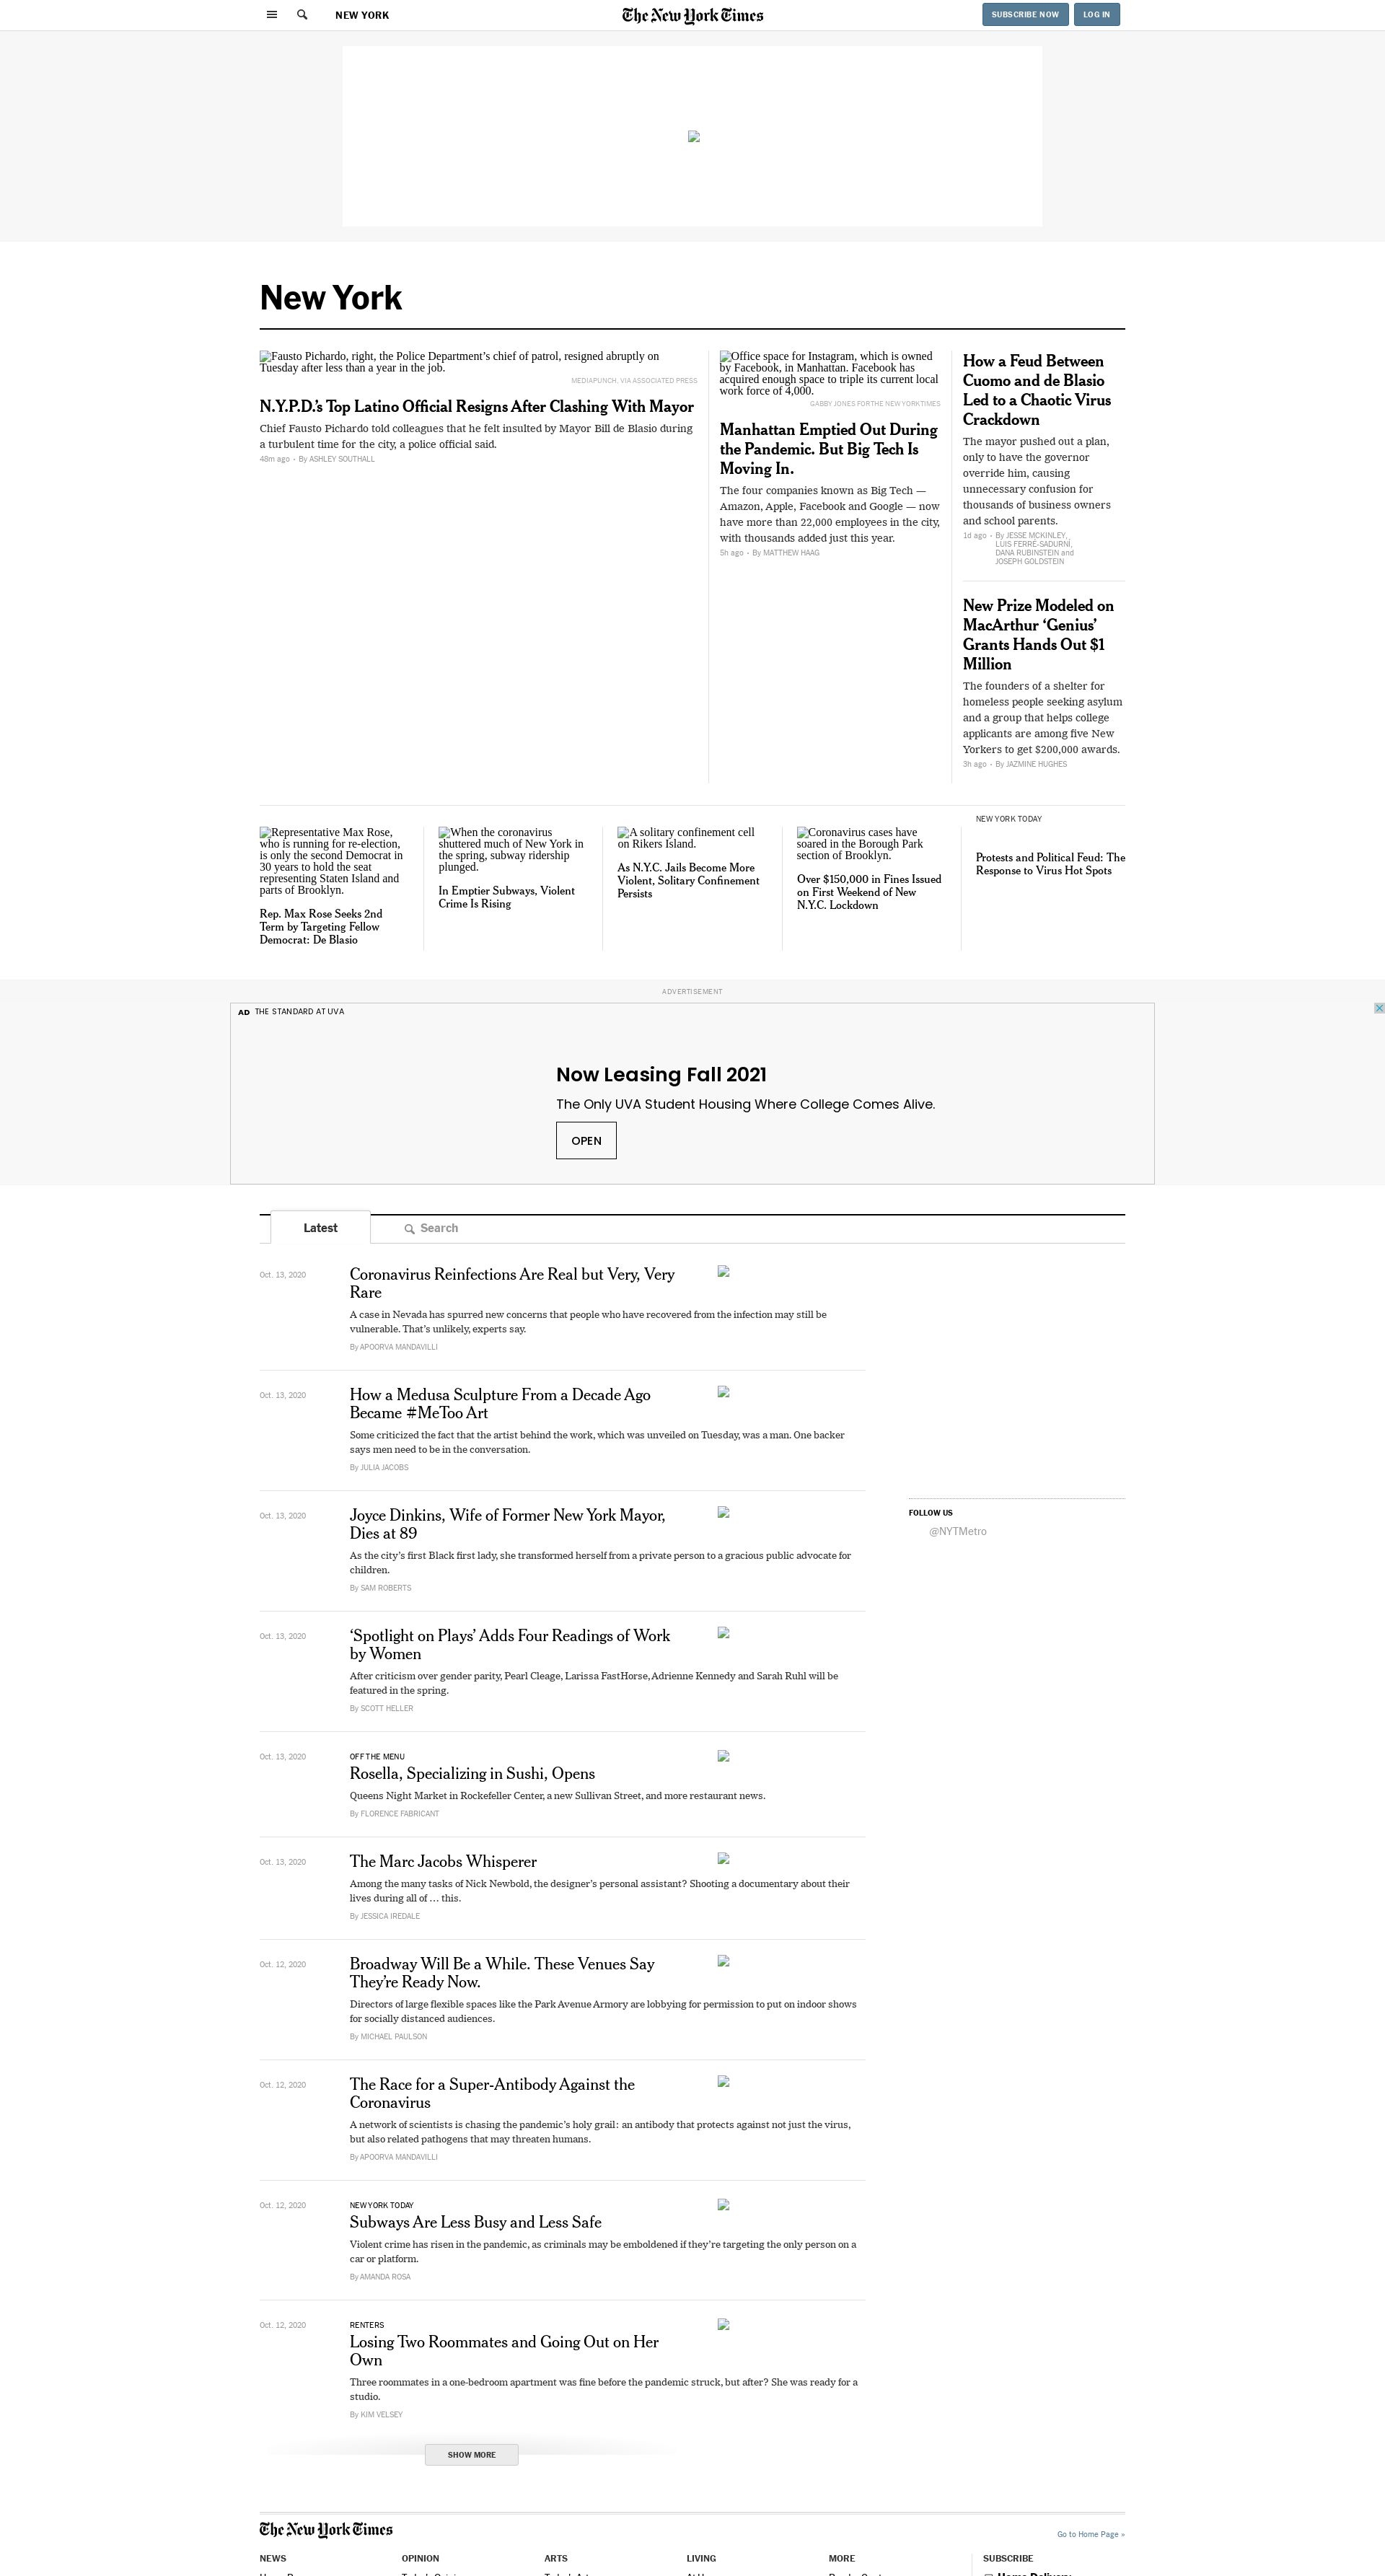 NEW YORK
The New York Times
SUBSCRIBE NOW
LOG IN
New York
Fausto Pichardo, right, the Police Department’s chief of patrol, resigned abruptly on
Tuesday after less than a year in the job.
MEDIAPUNCH, VIA ASSOCIATED PRESS
N.Y.P.D.’s Top Latino Official Resigns After Clashing With Mayor
Chief Fausto Pichardo told colleagues that he felt insulted by Mayor Bill de Blasio during
a turbulent time for the city, a police official said.
48m ago • By ASHLEY SOUTHALL
Office space for Instagram, which is owned
by Facebook, in Manhattan. Facebook has
acquired enough space to triple its current local
work force of 4,000.
GABBY JONES FOR THE NEW YORK TIMES
Manhattan Emptied Out During
the Pandemic. But Big Tech Is
Moving In.
The four companies known as Big Tech —
Amazon, Apple, Facebook and Google — now
have more than 22,000 employees in the city,
with thousands added just this year.
5h ago • By MATTHEW HAAG
How a Feud Between
Cuomo and de Blasio
Led to a Chaotic Virus
Crackdown
The mayor pushed out a plan,
only to have the governor
override him, causing
unnecessary confusion for
thousands of business owners
and school parents.
1d ago • By JESSE MCKINLEY,
LUIS FERRÉ-SADURNÍ,
DANA RUBINSTEIN and
JOSEPH GOLDSTEIN
New Prize Modeled on
MacArthur ‘Genius’
Grants Hands Out $1
Million
The founders of a shelter for
homeless people seeking asylum
and a group that helps college
applicants are among five New
Yorkers to get $200,000 awards.
3h ago • By JAZMINE HUGHES
Representative Max Rose,
who is running for re-election,
is only the second Democrat in
30 years to hold the seat
representing Staten Island and
parts of Brooklyn.
Rep. Max Rose Seeks 2nd
Term by Targeting Fellow
Democrat: De Blasio
When the coronavirus
shuttered much of New York in
the spring, subway ridership
plunged.
In Emptier Subways, Violent
Crime Is Rising
A solitary confinement cell
on Rikers Island.
As N.Y.C. Jails Become More
Violent, Solitary Confinement
Persists
Coronavirus cases have
soared in the Borough Park
section of Brooklyn.
Over $150,000 in Fines Issued
on First Weekend of New
N.Y.C. Lockdown
NEW YORK TODAY
Protests and Political Feud: The
Response to Virus Hot Spots
ADVERTISEMENT
AD THE STANDARD AT UVA
Now Leasing Fall 2021
The Only UVA Student Housing Where College Comes Alive.
OPEN
Latest
Search
Oct. 13, 2020
Coronavirus Reinfections Are Real but Very, Very
Rare
A case in Nevada has spurred new concerns that people who have recovered from the infection may still be
vulnerable. That’s unlikely, experts say.
By APOORVA MANDAVILLI
Oct. 13, 2020
How a Medusa Sculpture From a Decade Ago
Became #MeToo Art
Some criticized the fact that the artist behind the work, which was unveiled on Tuesday, was a man. One backer
says men need to be in the conversation.
By JULIA JACOBS
Oct. 13, 2020
Joyce Dinkins, Wife of Former New York Mayor,
Dies at 89
As the city’s first Black first lady, she transformed herself from a private person to a gracious public advocate for
children.
By SAM ROBERTS
FOLLOW US
@NYTMetro
Oct. 13, 2020
‘Spotlight on Plays’ Adds Four Readings of Work
by Women
After criticism over gender parity, Pearl Cleage, Larissa FastHorse, Adrienne Kennedy and Sarah Ruhl will be
featured in the spring.
By SCOTT HELLER
Oct. 13, 2020
OFF THE MENU
Rosella, Specializing in Sushi, Opens
Queens Night Market in Rockefeller Center, a new Sullivan Street, and more restaurant news.
By FLORENCE FABRICANT
Oct. 13, 2020
The Marc Jacobs Whisperer
Among the many tasks of Nick Newbold, the designer’s personal assistant? Shooting a documentary about their
lives during all of … this.
By JESSICA IREDALE
Oct. 12, 2020
Broadway Will Be a While. These Venues Say
They’re Ready Now.
Directors of large flexible spaces like the Park Avenue Armory are lobbying for permission to put on indoor shows
for socially distanced audiences.
By MICHAEL PAULSON
Oct. 12, 2020
The Race for a Super-Antibody Against the
Coronavirus
A network of scientists is chasing the pandemic’s holy grail: an antibody that protects against not just the virus,
but also related pathogens that may threaten humans.
By APOORVA MANDAVILLI
Oct. 12, 2020
NEW YORK TODAY
Subways Are Less Busy and Less Safe
Violent crime has risen in the pandemic, as criminals may be emboldened if they’re targeting the only person on a
car or platform.
By AMANDA ROSA
Oct. 12, 2020
RENTERS
Losing Two Roommates and Going Out on Her
Own
Three roommates in a one-bedroom apartment was fine before the pandemic struck, but after? She was ready for a
studio.
By KIM VELSEY
SHOW MORE
The New York Times
Go to Home Page »
NEWS
OPINION
ARTS
LIVING
MORE
SUBSCRIBE